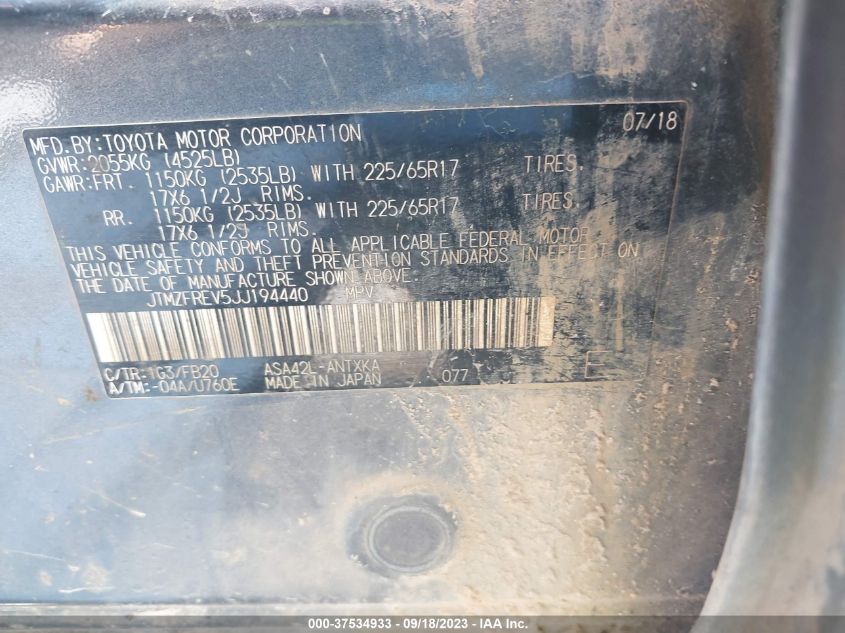 MFD.BY:TOYOTA MOTOR CORPORATION 07/18
GVWR:2055KG (4525LB)
GAWR:FRT. 1150KG (2535LB) WITH 225/65R17 TIRES.
17X6 1/2J RIMS.
RR. 1150KG (2535LB) WITH 225/65R17 TIRES.
17X6 1/2J RIMS.
THIS VEHICLE CONFORMS TO ALL APPLICABLE FEDERAL MOTOR
VEHICLE SAFETY AND THEFT PREVENTION STANDARDS IN EFFECT ON
THE DATE OF MANUFACTURE SHOWN ABOVE.
JTMZFREV5JJ194440 MPV
C/TR:1G3/FB20 ASA42L-ANTXKA 077 E
A/TM:-04A/U760E MADE IN JAPAN
000-37534933 - 09/18/2023 - IAA Inc.